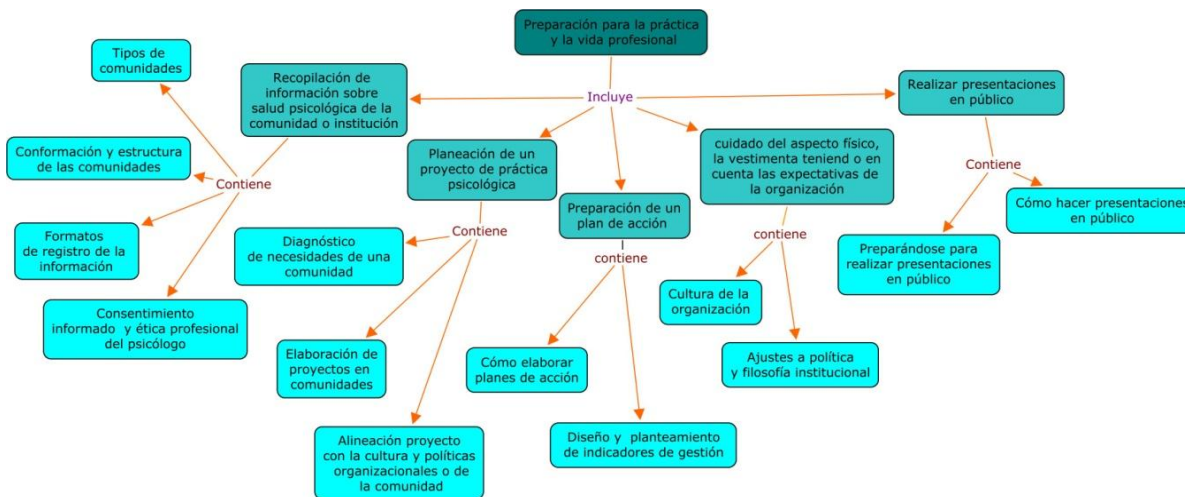 Preparación para la práctica
y la vida profesional
Incluye
Recopilación de
información sobre
salud psicológica de la
comunidad o institución
Contiene
Tipos de
comunidades
Conformación y estructura
de las comunidades
Formatos
de registro de la
información
Consentimiento
informado y ética profesional
del psicólogo
Planeación de un
proyecto de práctica
psicológica
Contiene
Diagnóstico
de necesidades de una
comunidad
Elaboración de
proyectos en
comunidades
Alineación proyecto
con la cultura y políticas
organizacionales o de
la comunidad
Preparación de un
plan de acción
contiene
Cómo elaborar
planes de acción
Diseño y planteamiento
de indicadores de gestión
cuidado del aspecto físico,
la vestimenta teniend o en
cuenta las expectativas de
la organización
contiene
Cultura de la
organización
Ajustes a política
y filosofía institucional
Realizar presentaciones
en público
Contiene
Preparándose para
realizar presentaciones
en público
Cómo hacer presentaciones
en público